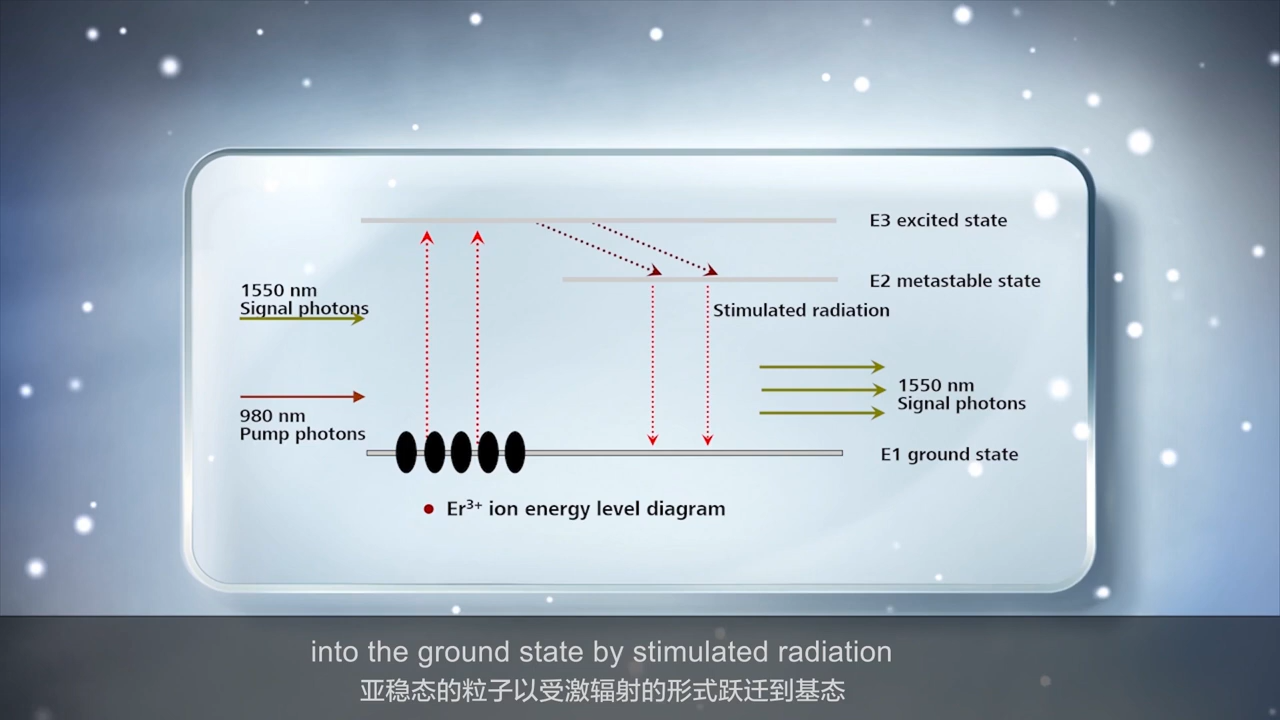 E3 excited state
E2 metastable state
1550 nm
Signal photons
Stimulated radiation
1550 nm
Signal photons
980 nm
Pump photons
E1 ground state
Er³⁺ ion energy level diagram
into the ground state by stimulated radiation
亚稳态的粒子以受激辐射的形式跃迁到基态